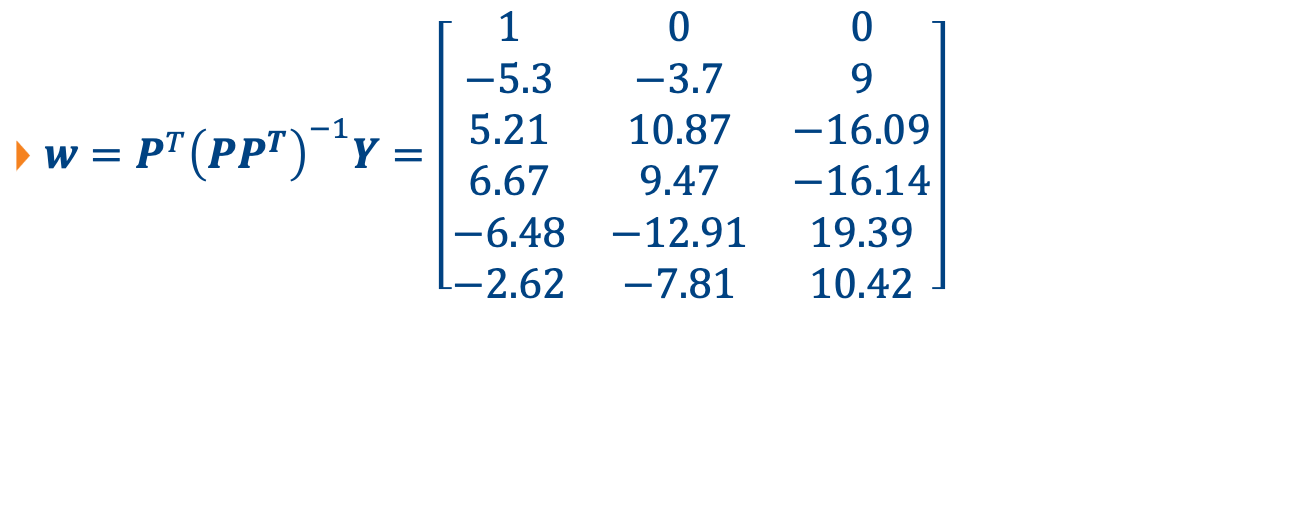 w = P^T(PP^T)^−1 Y =
1 0 0
−5.3 −3.7 9
5.21 10.87 −16.09
6.67 9.47 −16.14
−6.48 −12.91 19.39
−2.62 −7.81 10.42